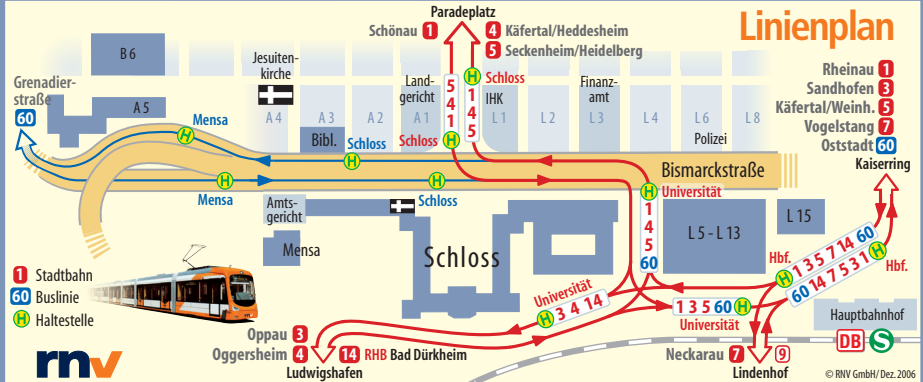 Paradeplatz
Schönau 1
4 Käfertal/Heddesheim
5 Seckenheim/Heidelberg
Linienplan
Rheinau 1
Sandhofen 3
Käfertal/Weinh. 5
Vogelstang 7
Oststadt 60
Kaiserring
Grenadier-
straße
60
B 6
A 5
Jesuiten-
kirche
Land-
gericht
5
4
1
H
Schloss
H
Schloss
1
4
5
IHK
Finanz-
amt
Polizei
A 4
A 3
A 2
A 1
L 1
L 2
L 3
L 4
L 6
L 8
Bibl.
Mensa
H
H
Schloss
Bismarckstraße
H
Mensa
H
Schloss
H
Universität
1
4
5
60
Amts-
gericht
Mensa
Schloss
L 5 - L 13
L 15
Hbf.
H 1 3 5 7 14 60
60 14 7 5 3 1 H
Hbf.
Universität
H 3 4 14
1 3 5 60 H
Universität
Hauptbahnhof
DB S
1 Stadtbahn
60 Buslinie
H Haltestelle
rnv
Oppau 3
Oggersheim 4
14 RHB Bad Dürkheim
Ludwigshafen
Neckarau 7
9
Lindenhof
© RNV GmbH/ Dez. 2006